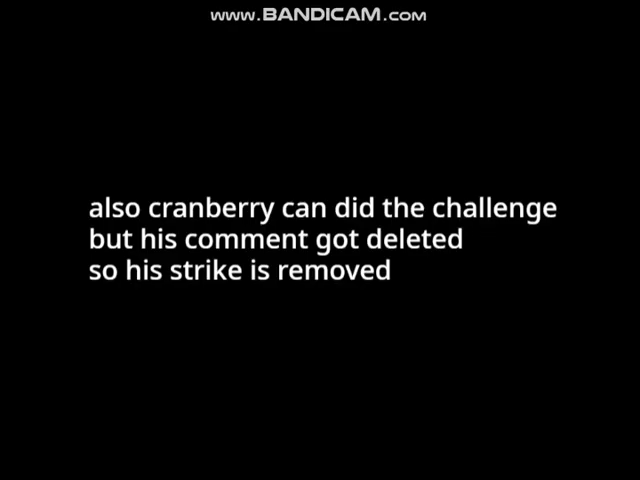 www.BANDICAM.com
also cranberry can did the challenge
but his comment got deleted
so his strike is removed